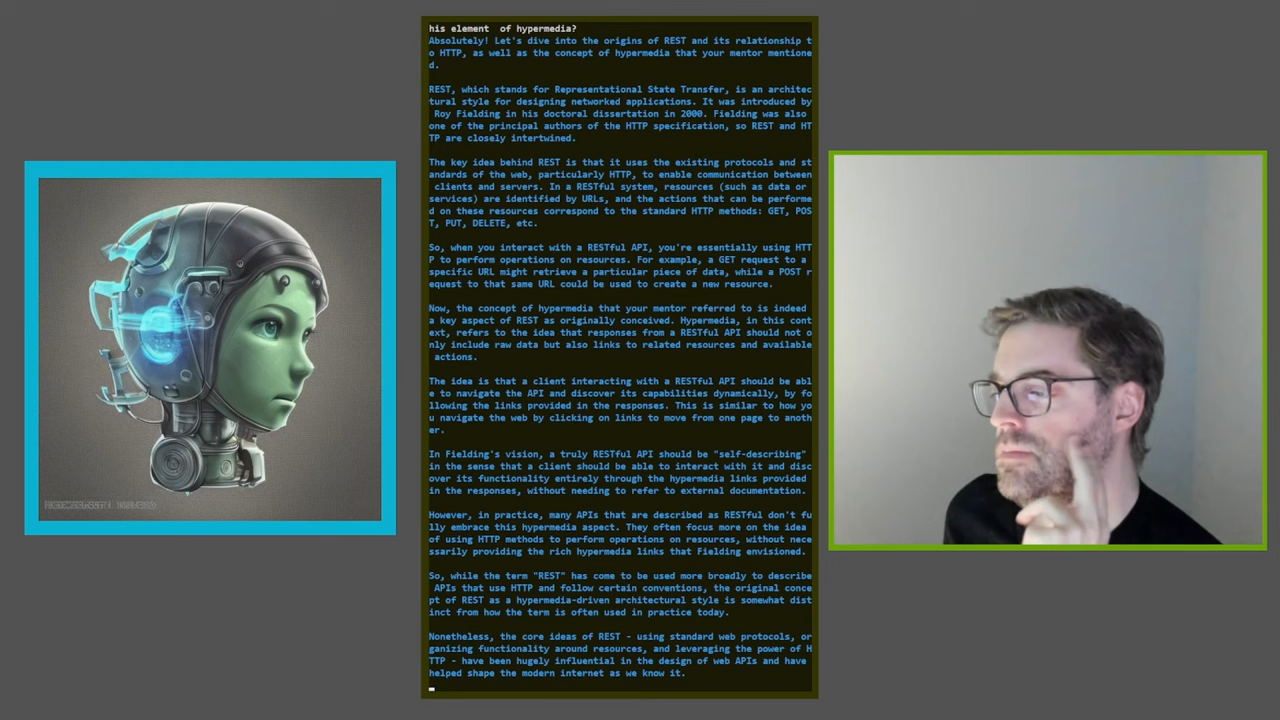 his element  of hypermedia?
Absolutely! Let's dive into the origins of REST and its relationship t
o HTTP, as well as the concept of hypermedia that your mentor mentione
d.
REST, which stands for Representational State Transfer, is an architec
tural style for designing networked applications. It was introduced by
 Roy Fielding in his doctoral dissertation in 2000. Fielding was also
one of the principal authors of the HTTP specification, so REST and HT
TP are closely intertwined.
The key idea behind REST is that it uses the existing protocols and st
andards of the web, particularly HTTP, to enable communication between
 clients and servers. In a RESTful system, resources (such as data or
services) are identified by URLs, and the actions that can be performe
d on these resources correspond to the standard HTTP methods: GET, POS
T, PUT, DELETE, etc.
So, when you interact with a RESTful API, you're essentially using HTT
P to perform operations on resources. For example, a GET request to a
specific URL might retrieve a particular piece of data, while a POST r
equest to that same URL could be used to create a new resource.
Now, the concept of hypermedia that your mentor referred to is indeed
a key aspect of REST as originally conceived. Hypermedia, in this cont
ext, refers to the idea that responses from a RESTful API should not o
nly include raw data but also links to related resources and available
 actions.
The idea is that a client interacting with a RESTful API should be abl
e to navigate the API and discover its capabilities dynamically, by fo
llowing the links provided in the responses. This is similar to how yo
u navigate the web by clicking on links to move from one page to anoth
er.
In Fielding's vision, a truly RESTful API should be "self-describing"
in the sense that a client should be able to interact with it and disc
over its functionality entirely through the hypermedia links provided
in the responses, without needing to refer to external documentation.
However, in practice, many APIs that are described as RESTful don't fu
lly embrace this hypermedia aspect. They often focus more on the idea
of using HTTP methods to perform operations on resources, without nece
ssarily providing the rich hypermedia links that Fielding envisioned.
So, while the term "REST" has come to be used more broadly to describe
 APIs that use HTTP and follow certain conventions, the original conce
pt of REST as a hypermedia-driven architectural style is somewhat dist
inct from how the term is often used in practice today.
Nonetheless, the core ideas of REST - using standard web protocols, or
ganizing functionality around resources, and leveraging the power of H
TTP - have been hugely influential in the design of web APIs and have
helped shape the modern internet as we know it.